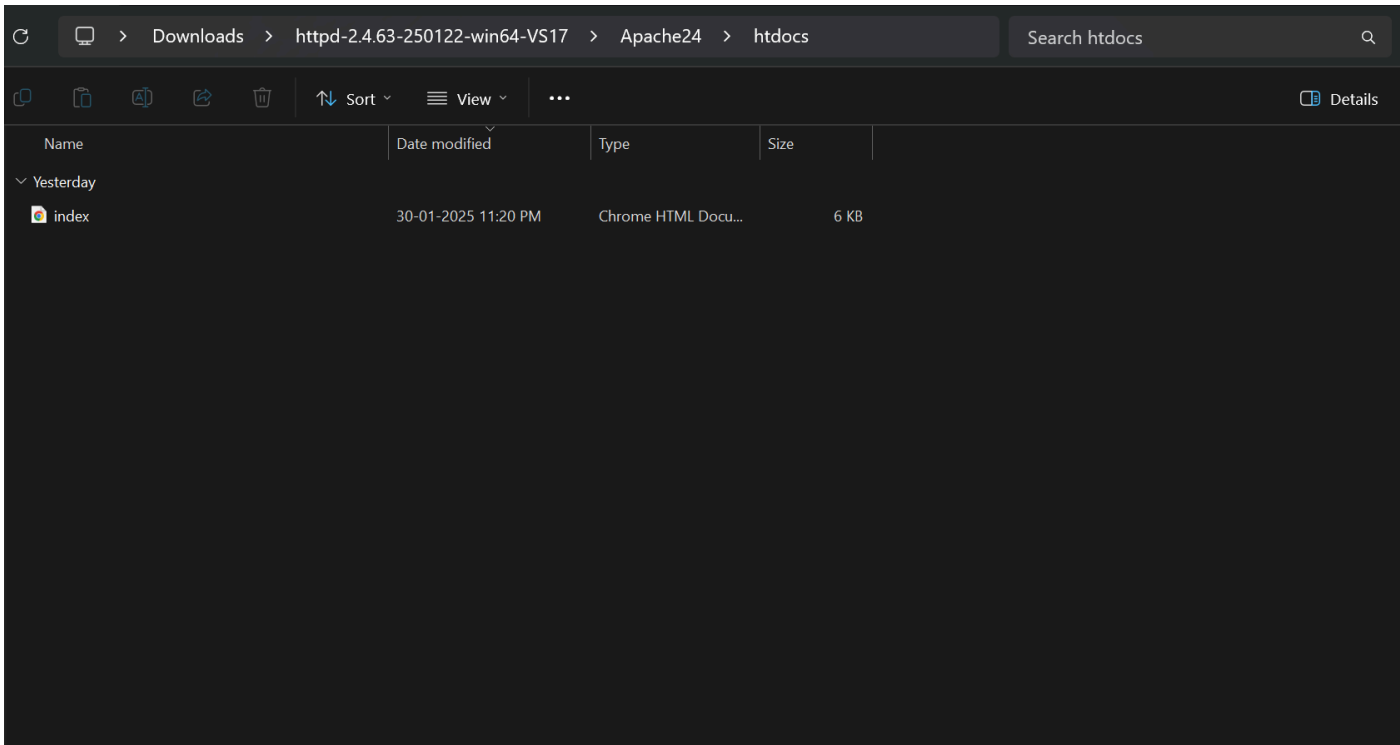 Downloads > httpd-2.4.63-250122-win64-VS17 > Apache24 > htdocs Search htdocs
Sort View ... Details
Name Date modified Type Size
Yesterday
index 30-01-2025 11:20 PM Chrome HTML Docu... 6 KB